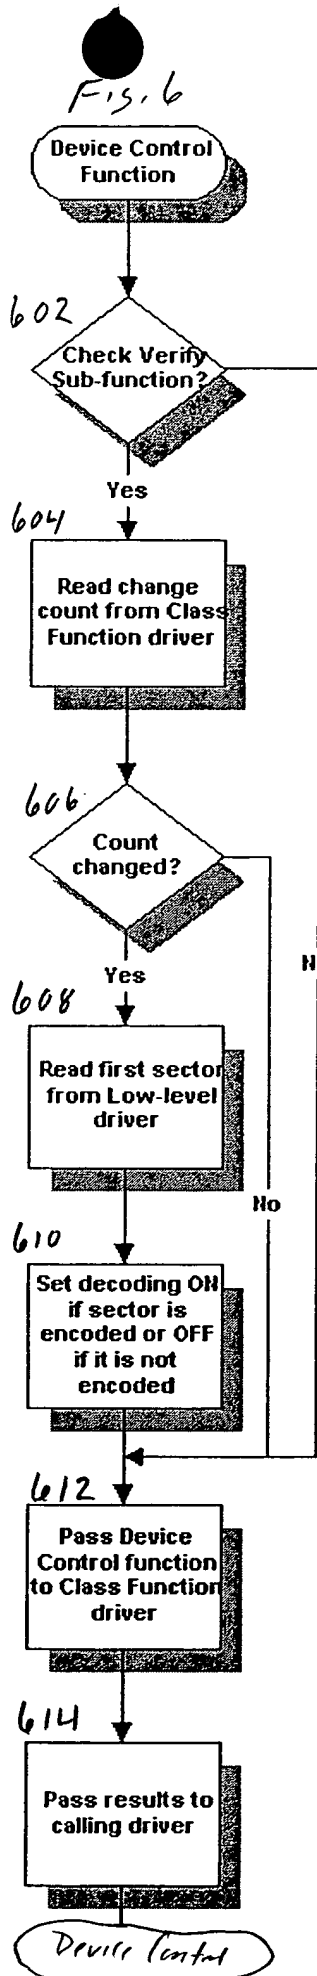 Fig. 6
Device Control
Function
602
Check Verify
Sub-function?
Yes
604
Read change
count from Class
Function driver
606
Count
changed?
Yes
N
608
Read first sector
from Low-level
driver
No
610
Set decoding ON
if sector is
encoded or OFF
if it is not
encoded
612
Pass Device
Control function
to Class Function
driver
614
Pass results to
calling driver
Device Control